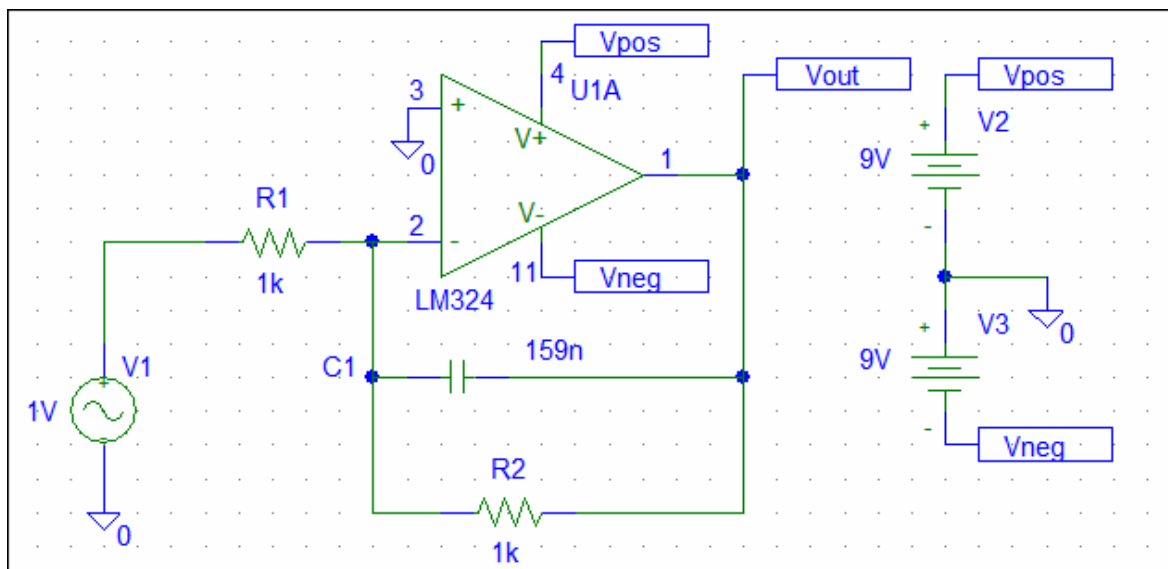 Vpos
4
U1A
3
+
V+
0
Vout
1
Vpos
+
V2
9V
-
R1
1k
2
-
V-
11
Vneg
LM324
+
V3
0
9V
-
Vneg
C1
159n
V1
+
1V
-
0
R2
1k